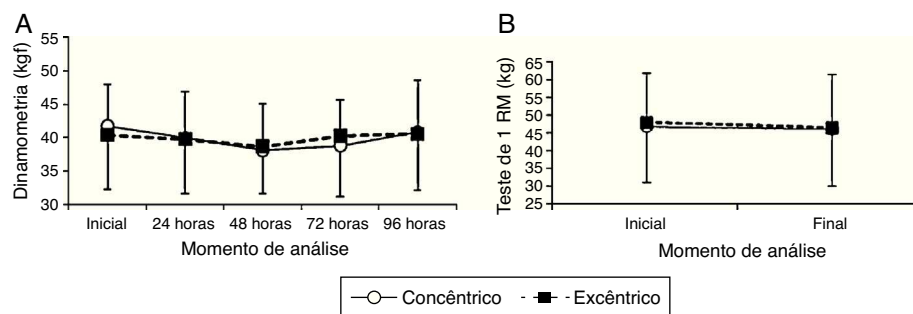 A
Dinamometria (kgf)
55
50
45
40
35
30
Inicial 24 horas 48 horas 72 horas 96 horas
Momento de análise
B
Teste de 1 RM (kg)
65
60
55
50
45
40
35
30
25
Inicial Final
Momento de análise
Concêntrico Excêntrico